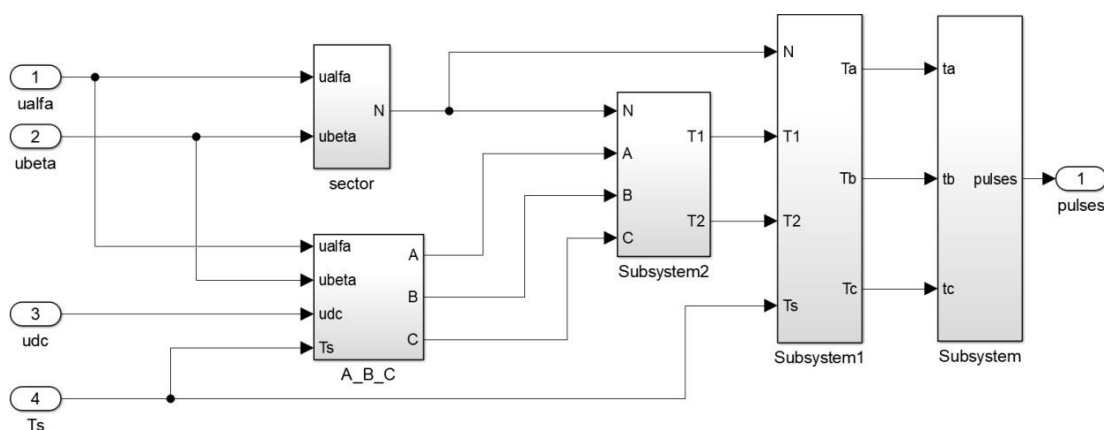 1
ualfa
2
ubeta
3
udc
4
Ts
ualfa
ubeta
N
sector
ualfa
ubeta
udc
Ts
A
B
C
A_B_C
N
A
B
C
T1
T2
Subsystem2
N
T1
T2
Ts
Ta
Tb
Tc
Subsystem1
ta
tb
tc
pulses
Subsystem
1
pulses